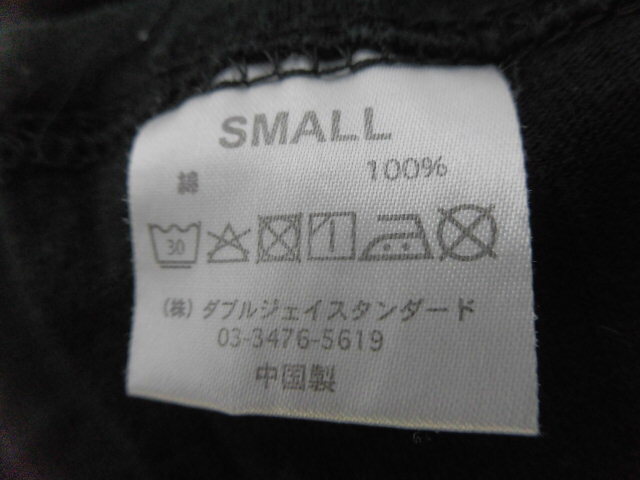 SMALL
綿 100%
30
(株) ダブルジェイスタンダード
03-3476-5619
中国製